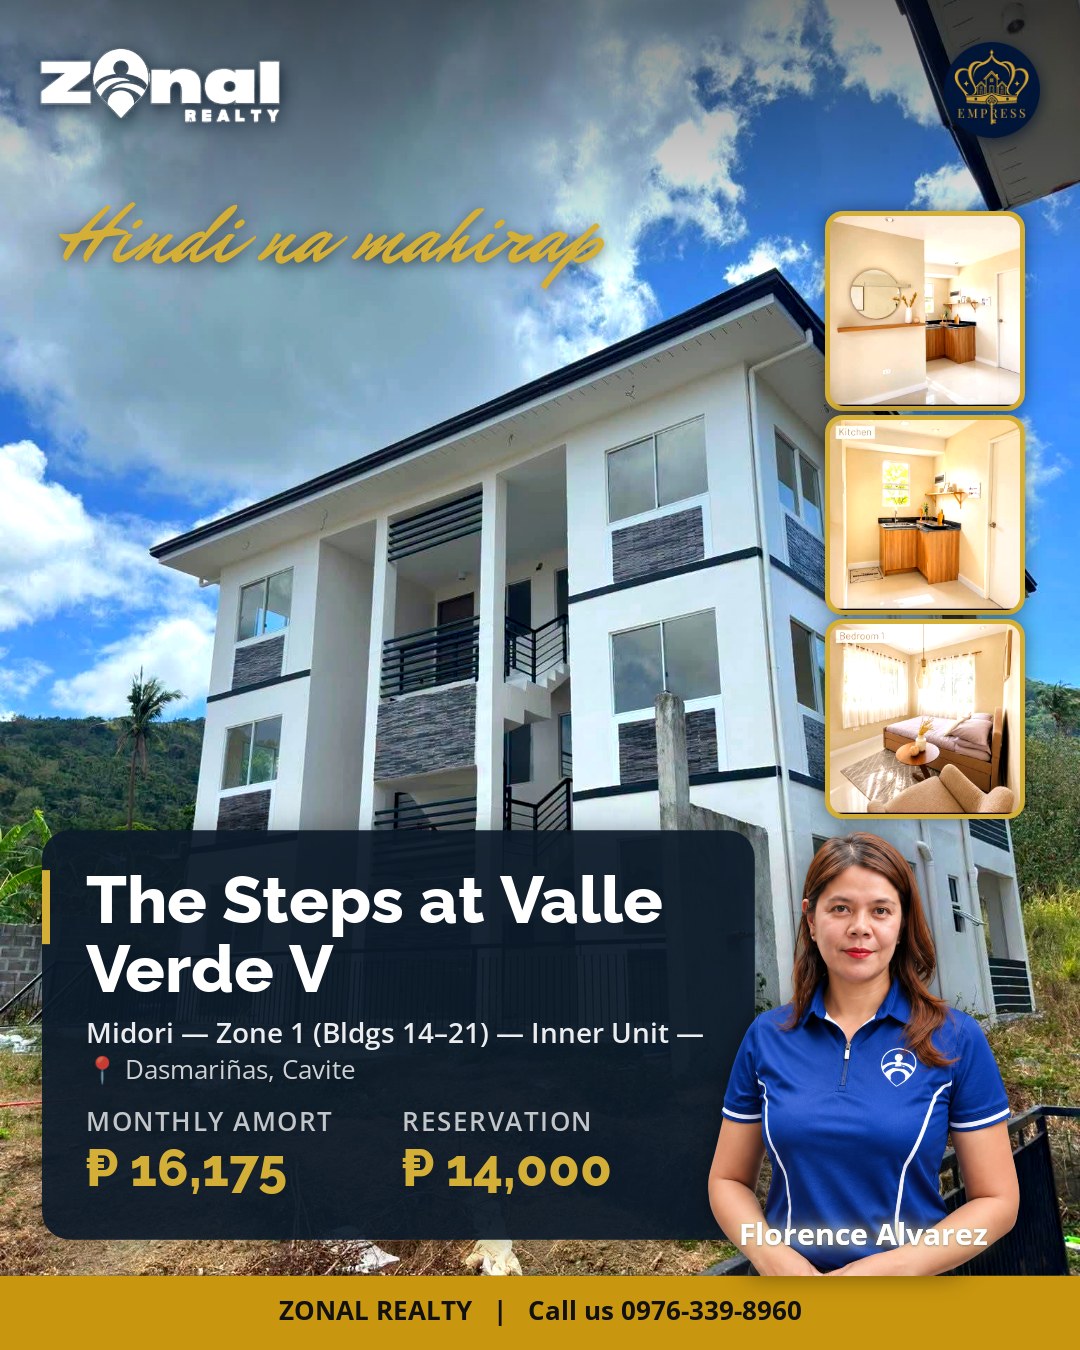 Zonal
REALTY
EMPRESS
Hindi na mahirap
Kitchen
Bedroom 1
The Steps at Valle
Verde V
Midori — Zone 1 (Bldgs 14–21) — Inner Unit —
📍 Dasmariñas, Cavite
MONTHLY AMORT
₱ 16,175
RESERVATION
₱ 14,000
Florence Alvarez
ZONAL REALTY | Call us 0976-339-8960